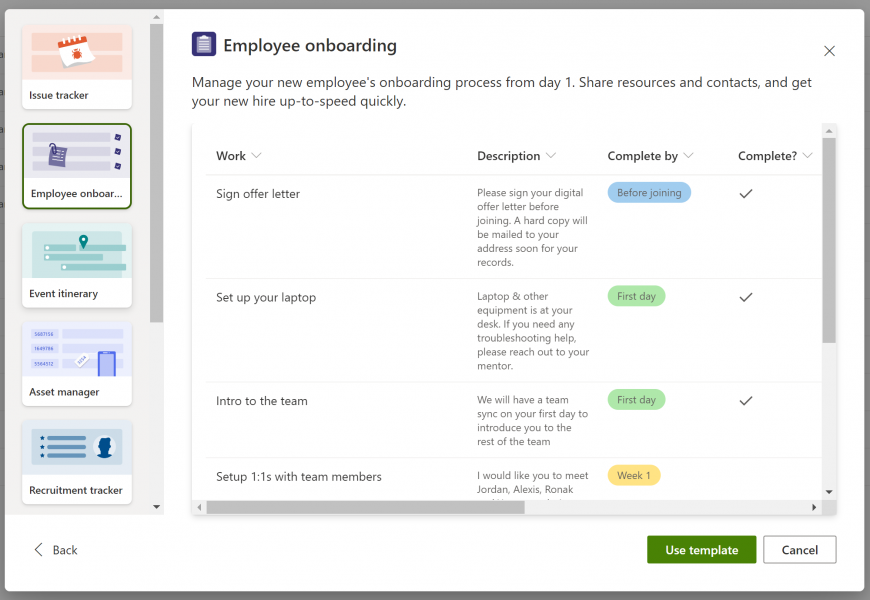 Issue tracker
Employee onboar...
Event itinerary
Asset manager
Recruitment tracker
Back
Employee onboarding
Manage your new employee's onboarding process from day 1. Share resources and contacts, and get
your new hire up-to-speed quickly.
Work Description Complete by Complete?
Sign offer letter
Please sign your digital
offer letter before
joining. A hard copy will
be mailed to your
address soon for your
records.
Before joining
Set up your laptop
Laptop & other
equipment is at your
desk. If you need any
troubleshooting help,
please reach out to your
mentor.
First day
Intro to the team
We will have a team
sync on your first day to
introduce you to the
rest of the team
First day
Setup 1:1s with team members
I would like you to meet
Jordan, Alexis, Ronak
Week 1
Use template
Cancel